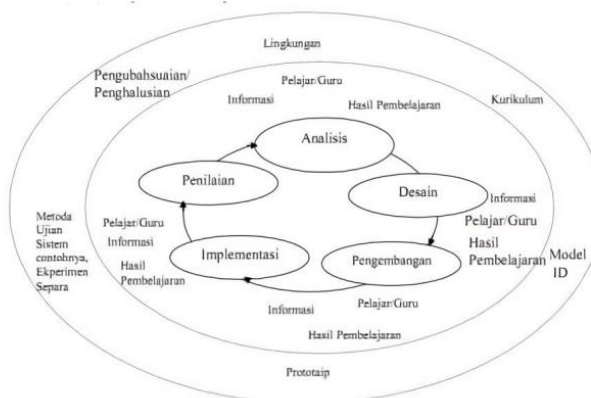 Lingkungan
Pengubahsuaian/
Penghalusian
Pelajar/Guru
Informasi
Hasil Pembelajaran
Kurikulum
Analisis
Penilaian
Desain
Informasi
Pelajar/Guru
Hasil
Pembelajaran
Model
ID
Metoda
Ujian
Sistem
contohnya,
Ekperimen
Separa
Pelajar/Guru
Informasi
Hasil
Pembelajaran
Implementasi
Pengembangan
Informasi
Pelajar/Guru
Hasil Pembelajaran
Prototaip